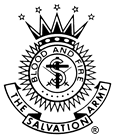 BLOOD AND FIRE
THE SALVATION ARMY
®